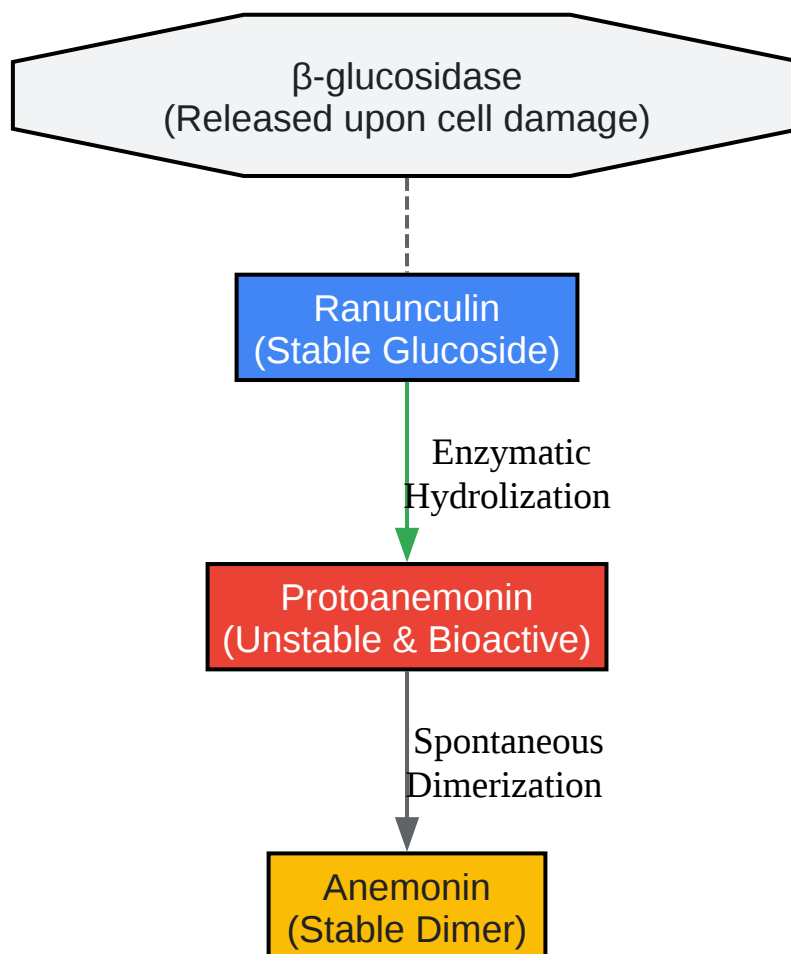 β-glucosidase
(Released upon cell damage)
Ranunculin
(Stable Glucoside)
Enzymatic
Hydrolization
Protoanemonin
(Unstable & Bioactive)
Spontaneous
Dimerization
Anemonin
(Stable Dimer)